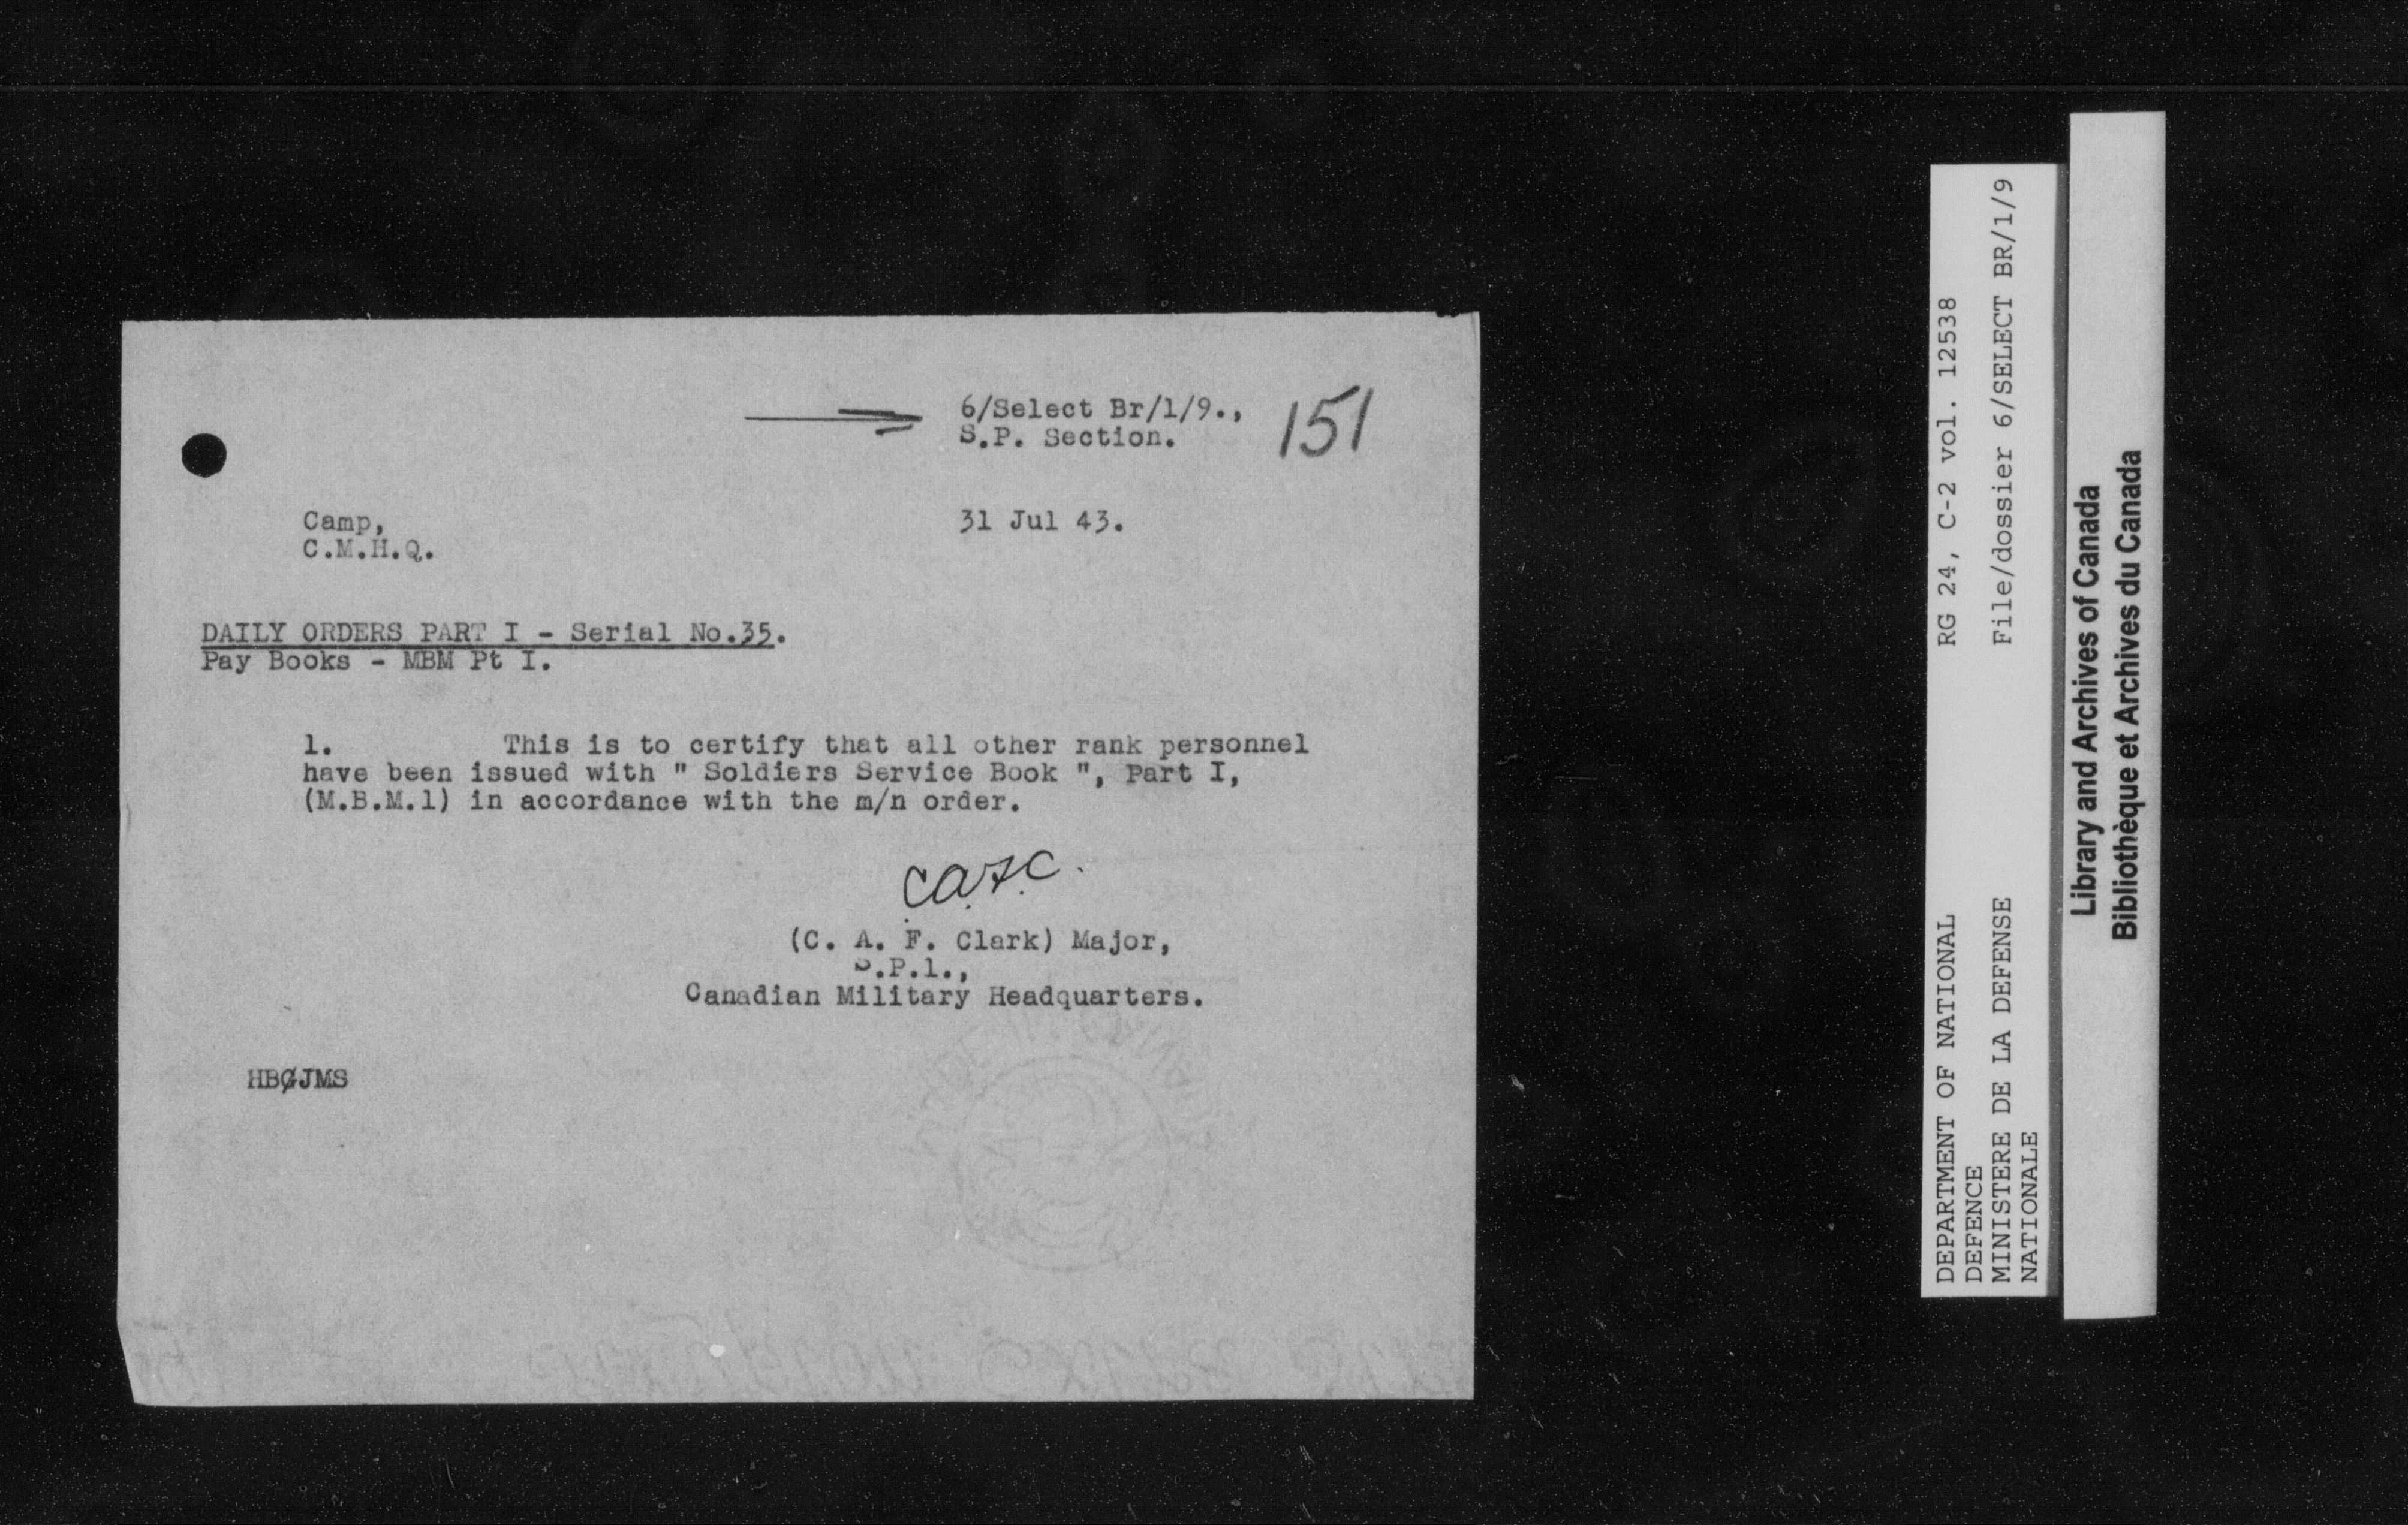 6/Select Br/1/9.,
S.P. Section.
151
Camp,
C.M.H.Q.
31 Jul 43.
DAILY ORDERS PART I - Serial No.35.
Pay Books - MBM Pt I.
1. This is to certify that all other rank personnel
have been issued with " Soldiers Service Book ", Part I,
(M.B.M.1) in accordance with the m/n order.
C.A.F.C.
(C. A. F. Clark) Major,
S.P.1.,
Canadian Military Headquarters.
HBG/JMS
DEPARTMENT OF NATIONAL
DEFENCE
MINISTERE DE LA DEFENSE
NATIONALE
RG 24, C-2 vol. 12538
File/dossier 6/SELECT BR/1/9
Library and Archives of Canada
Bibliothèque et Archives du Canada